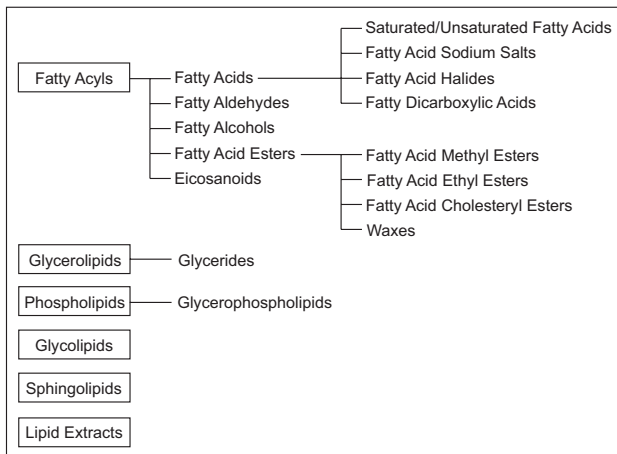 Saturated/Unsaturated Fatty Acids
Fatty Acid Sodium Salts
Fatty Acyls Fatty Acids Fatty Acid Halides
Fatty Aldehydes Fatty Dicarboxylic Acids
Fatty Alcohols
Fatty Acid Esters Fatty Acid Methyl Esters
Eicosanoids Fatty Acid Ethyl Esters
Fatty Acid Cholesteryl Esters
Waxes
Glycerolipids Glycerides
Phospholipids Glycerophospholipids
Glycolipids
Sphingolipids
Lipid Extracts